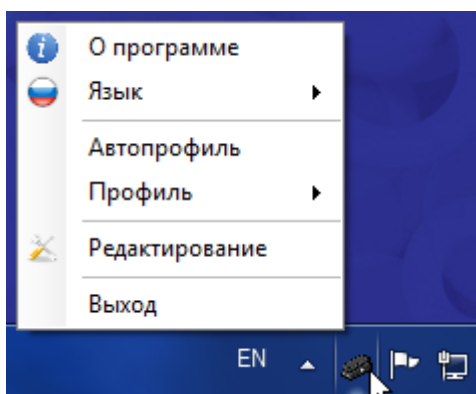 О программе
Язык
Автопрофиль
Профиль
Редактирование
Выход
EN